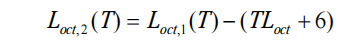 L_{oct,2}(T) = L_{oct,1}(T) − (TL_{oct} + 6)